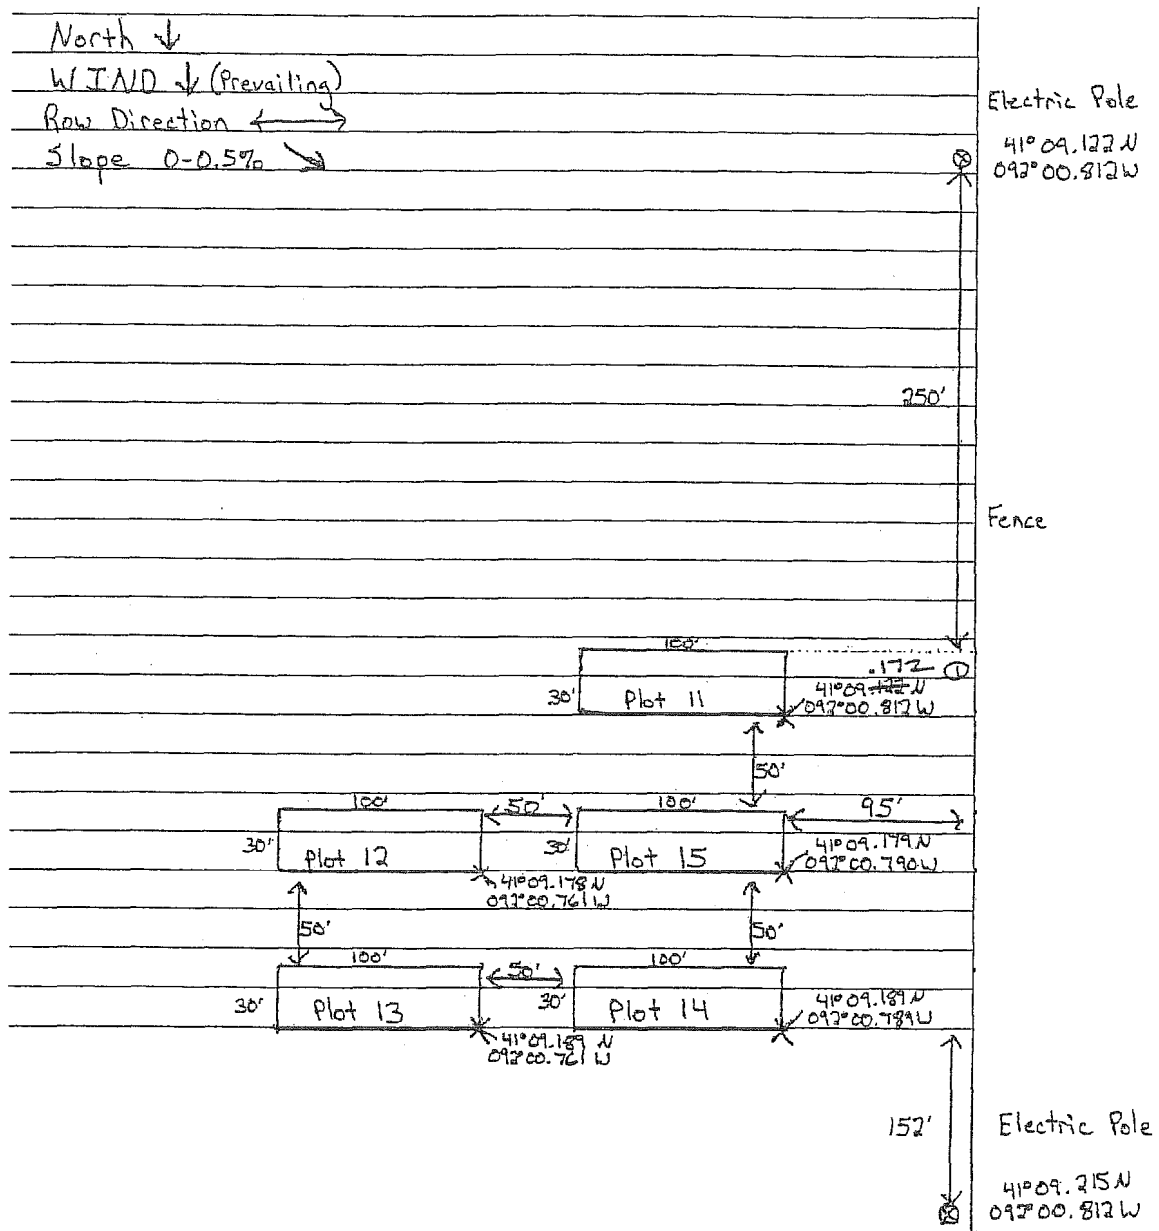 North ↓
WIND ↓ (Prevailing)
Row Direction ↔
Slope 0-0.5% ↘
Electric Pole
41° 09.122 N
092° 00.812 W
250'
Fence
100'
.172 ①
30' Plot 11
41° 09.122 N
092° 00.812 W
50'
100' 50' 100' 95'
30' Plot 12
30' Plot 15
41° 09.179 N
092° 00.790 W
41° 09.178 N
092° 00.761 W
50' 50'
100' 50' 100'
30' Plot 13
30' Plot 14
41° 09.189 N
092° 00.789 W
41° 09.189 N
092° 00.761 W
152'
Electric Pole
41° 09.215 N
092° 00.812 W